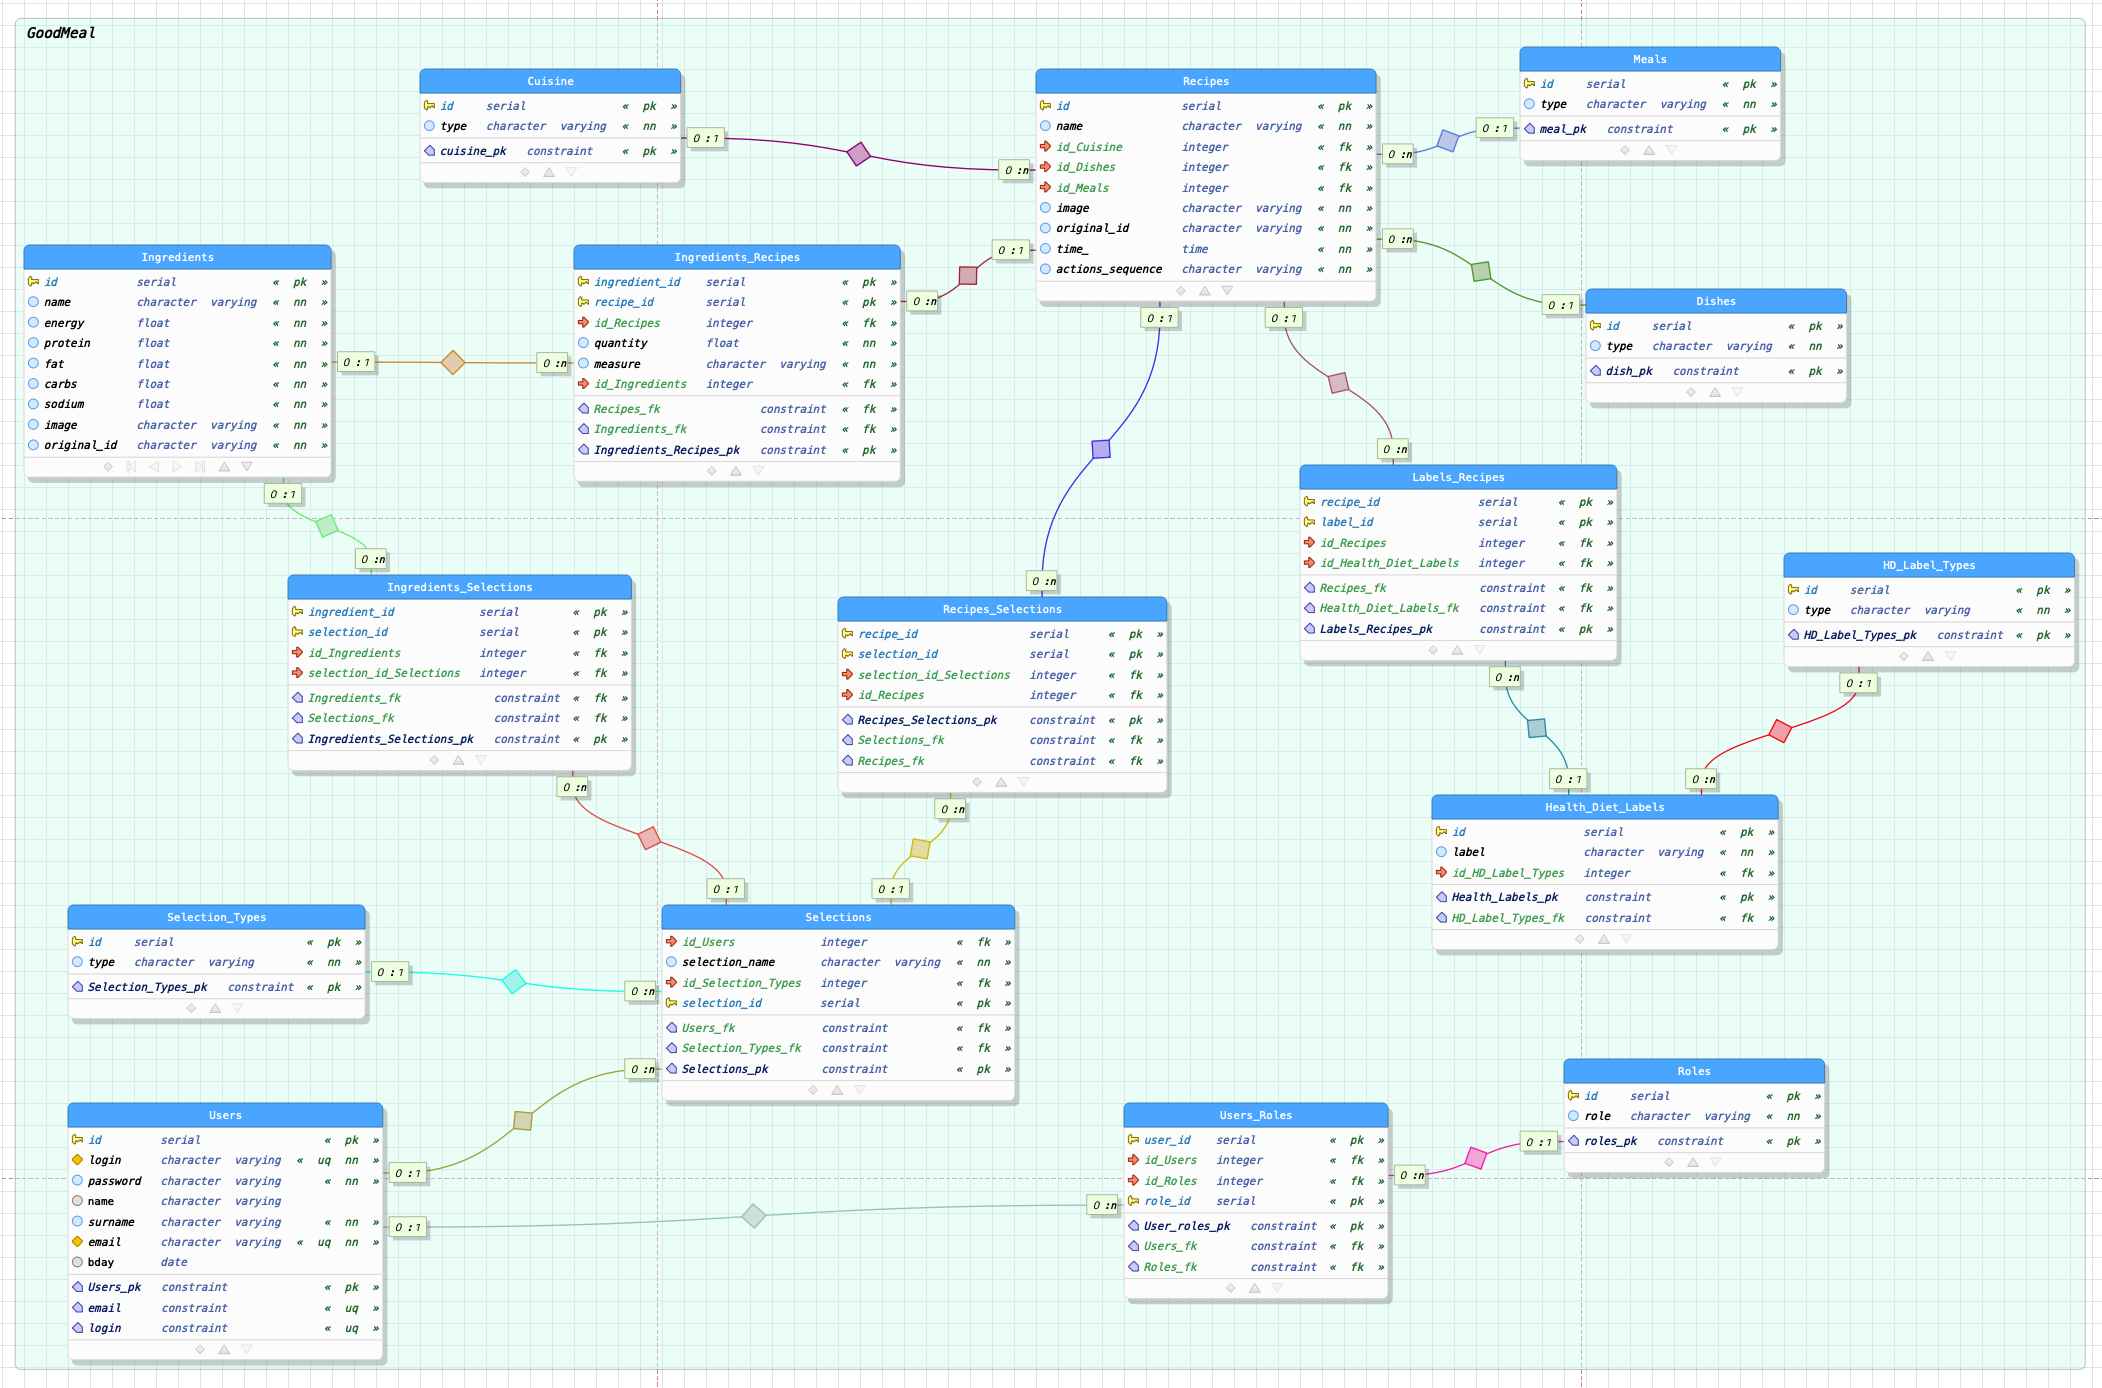 GoodMeal
Cuisine
id serial « pk »
type character varying « nn »
cuisine_pk constraint « pk »
Recipes
id serial « pk »
name character varying « nn »
id_Cuisine integer « fk »
id_Dishes integer « fk »
id_Meals integer « fk »
image character varying « nn »
original_id character varying « nn »
time_ time « nn »
actions_sequence character varying « nn »
Meals
id serial « pk »
type character varying « nn »
meal_pk constraint « pk »
0:1
0:n
0:n
0:1
Ingredients
id serial « pk »
name character varying « nn »
energy float « nn »
protein float « nn »
fat float « nn »
carbs float « nn »
sodium float « nn »
image character varying « nn »
original_id character varying « nn »
Ingredients_Recipes
ingredient_id serial « pk »
recipe_id serial « pk »
id_Recipes integer « fk »
quantity float « nn »
measure character varying « nn »
id_Ingredients integer « fk »
Recipes_fk constraint « fk »
Ingredients_fk constraint « fk »
Ingredients_Recipes_pk constraint « pk »
0:1
0:n
0:1
0:n
0:n
0:1
Dishes
id serial « pk »
type character varying « nn »
dish_pk constraint « pk »
0:1
0:1
0:n
Labels_Recipes
recipe_id serial « pk »
label_id serial « pk »
id_Recipes integer « fk »
id_Health_Diet_Labels integer « fk »
Recipes_fk constraint « fk »
Health_Diet_Labels_fk constraint « fk »
Labels_Recipes_pk constraint « pk »
0:1
0:n
Ingredients_Selections
ingredient_id serial « pk »
selection_id serial « pk »
id_Ingredients integer « fk »
selection_id_Selections integer « fk »
Ingredients_fk constraint « fk »
Selections_fk constraint « fk »
Ingredients_Selections_pk constraint « pk »
0:n
Recipes_Selections
recipe_id serial « pk »
selection_id serial « pk »
selection_id_Selections integer « fk »
id_Recipes integer « fk »
Recipes_Selections_pk constraint « pk »
Selections_fk constraint « fk »
Recipes_fk constraint « fk »
HD_Label_Types
id serial « pk »
type character varying « nn »
HD_Label_Types_pk constraint « pk »
0:n
0:1
0:1
0:n
Health_Diet_Labels
id serial « pk »
label character varying « nn »
id_HD_Label_Types integer « fk »
Health_Labels_pk constraint « pk »
HD_Label_Types_fk constraint « fk »
0:n
0:n
0:1
0:1
Selection_Types
id serial « pk »
type character varying « nn »
Selection_Types_pk constraint « pk »
0:1
0:n
Selections
id_Users integer « fk »
selection_name character varying « nn »
id_Selection_Types integer « fk »
selection_id serial « pk »
Users_fk constraint « fk »
Selection_Types_fk constraint « fk »
Selections_pk constraint « pk »
0:n
Users
id serial « pk »
login character varying « uq nn »
password character varying « nn »
name character varying
surname character varying « nn »
email character varying « uq nn »
bday date
Users_pk constraint « pk »
email constraint « uq »
login constraint « uq »
0:1
0:1
0:n
Users_Roles
user_id serial « pk »
id_Users integer « fk »
id_Roles integer « fk »
role_id serial « pk »
User_roles_pk constraint « pk »
Users_fk constraint « fk »
Roles_fk constraint « fk »
0:n
0:1
Roles
id serial « pk »
role character varying « nn »
roles_pk constraint « pk »